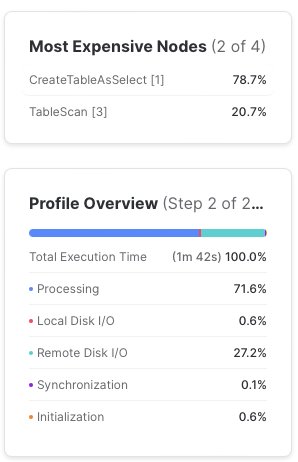 Most Expensive Nodes (2 of 4)
CreateTableAsSelect [1] 78.7%
TableScan [3] 20.7%
Profile Overview (Step 2 of 2...
Total Execution Time (1m 42s) 100.0%
Processing 71.6%
Local Disk I/O 0.6%
Remote Disk I/O 27.2%
Synchronization 0.1%
Initialization 0.6%